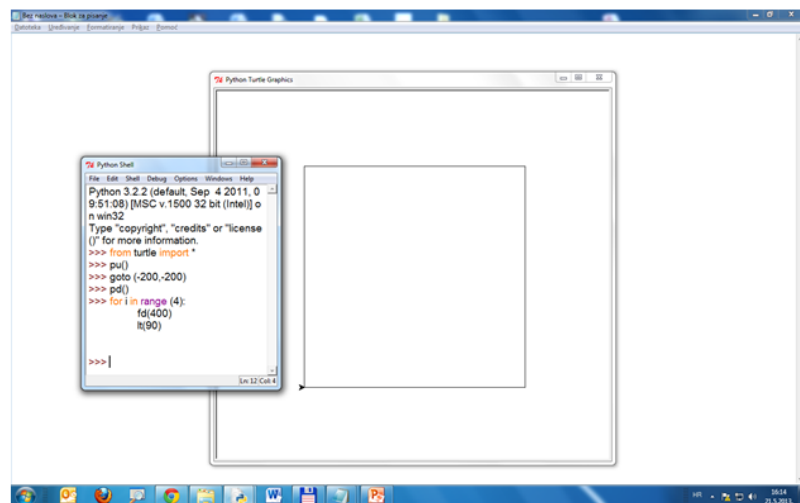 Bez naslova – Blok za pisanje
Datoteka Uređivanje Formatiranje Prikaz Pomoć
Python Turtle Graphics
Python Shell
File Edit Shell Debug Options Windows Help
Python 3.2.2 (default, Sep 4 2011, 0
9:51:08) [MSC v.1500 32 bit (Intel)] o
n win32
Type "copyright", "credits" or "license
()" for more information.
>>> from turtle import *
>>> pu()
>>> goto (-200,-200)
>>> pd()
>>> for i in range (4):
fd(400)
lt(90)
>>>
Ln: 12 Col: 4
HR
16:14
21.5.2013.